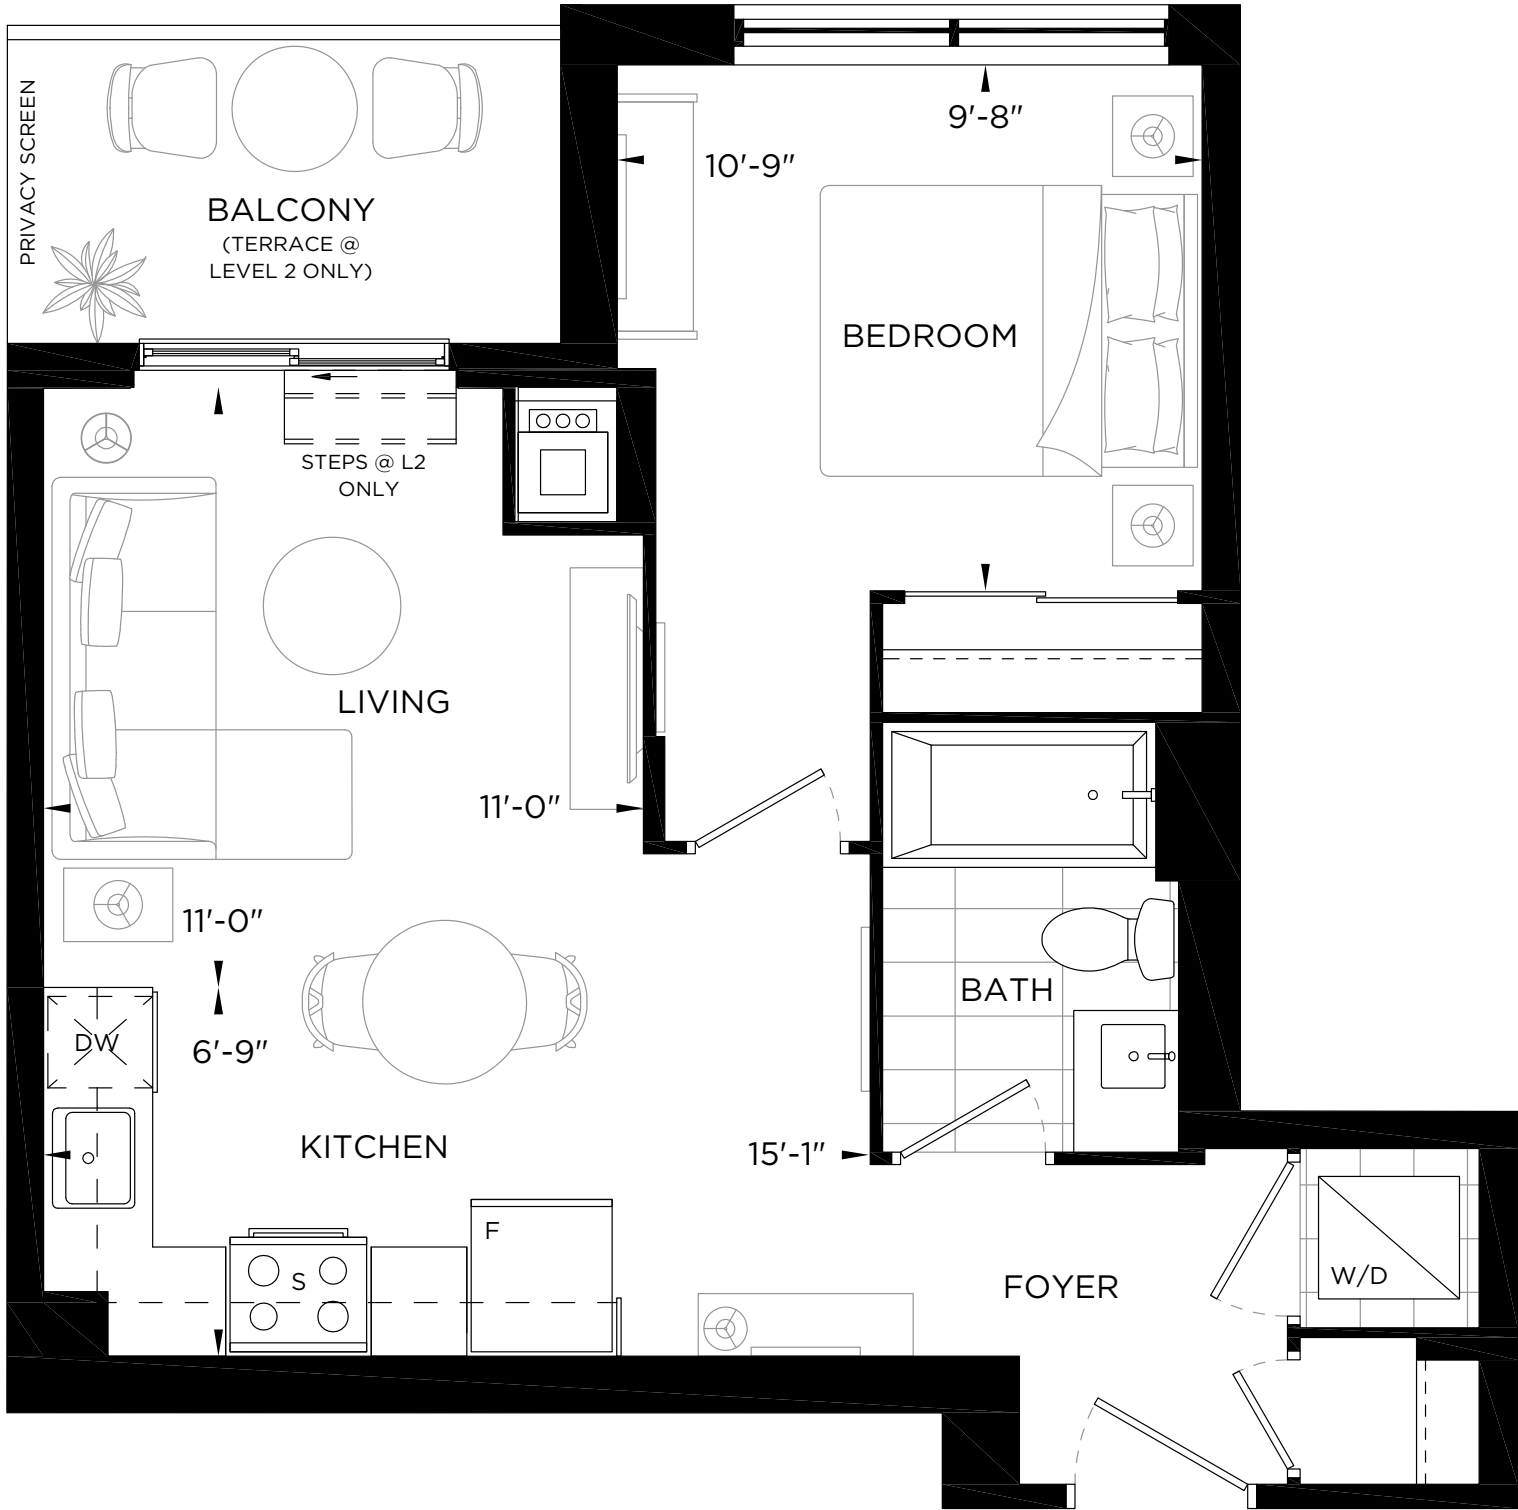 PRIVACY SCREEN
BALCONY
(TERRACE @
LEVEL 2 ONLY)
9'-8"
10'-9"
BEDROOM
STEPS @ L2
ONLY
LIVING
11'-0"
11'-0"
6'-9"
DW
BATH
KITCHEN
15'-1"
F
S
FOYER
W/D